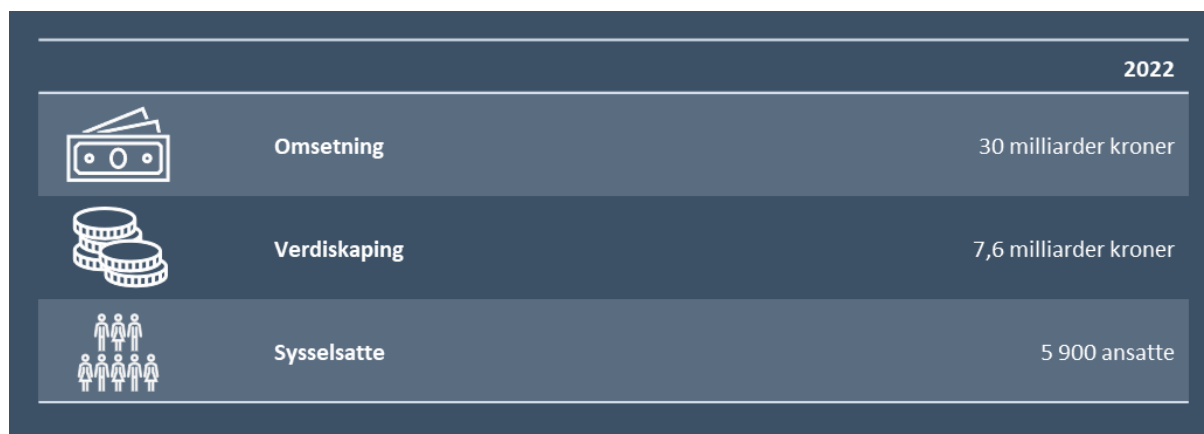 2022
Omsetning 30 milliarder kroner
Verdiskaping 7,6 milliarder kroner
Sysselsatte 5 900 ansatte